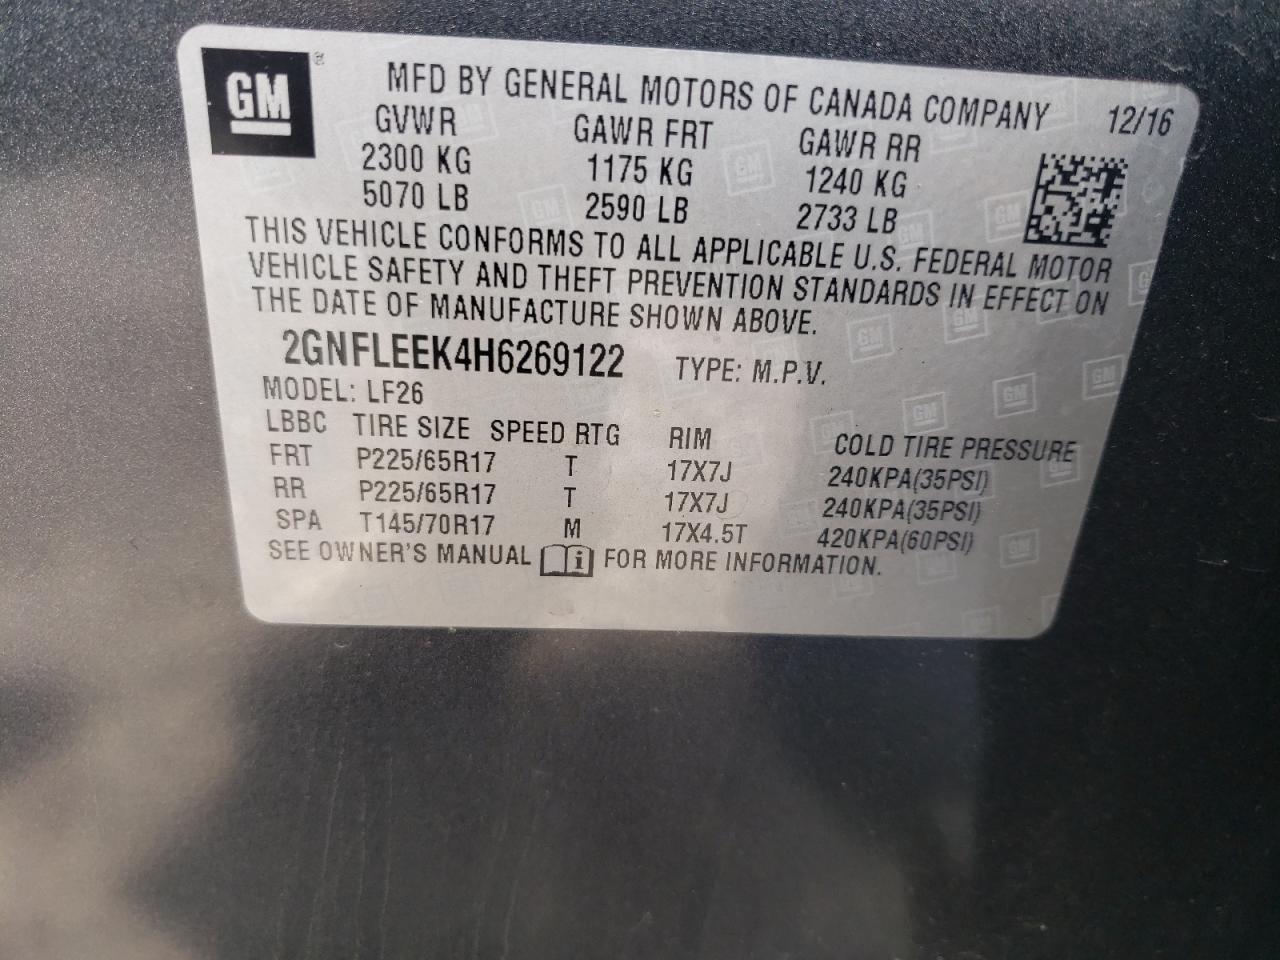 GM ®
MFD BY GENERAL MOTORS OF CANADA COMPANY 12/16
GVWR GAWR FRT GAWR RR
2300 KG 1175 KG 1240 KG
5070 LB 2590 LB 2733 LB
THIS VEHICLE CONFORMS TO ALL APPLICABLE U.S. FEDERAL MOTOR
VEHICLE SAFETY AND THEFT PREVENTION STANDARDS IN EFFECT ON
THE DATE OF MANUFACTURE SHOWN ABOVE.
2GNFLEEK4H6269122 TYPE: M.P.V.
MODEL: LF26
LBBC TIRE SIZE SPEED RTG RIM COLD TIRE PRESSURE
FRT P225/65R17 T 17X7J 240KPA(35PSI)
RR P225/65R17 T 17X7J 240KPA(35PSI)
SPA T145/70R17 M 17X4.5T 420KPA(60PSI)
SEE OWNER'S MANUAL i FOR MORE INFORMATION.